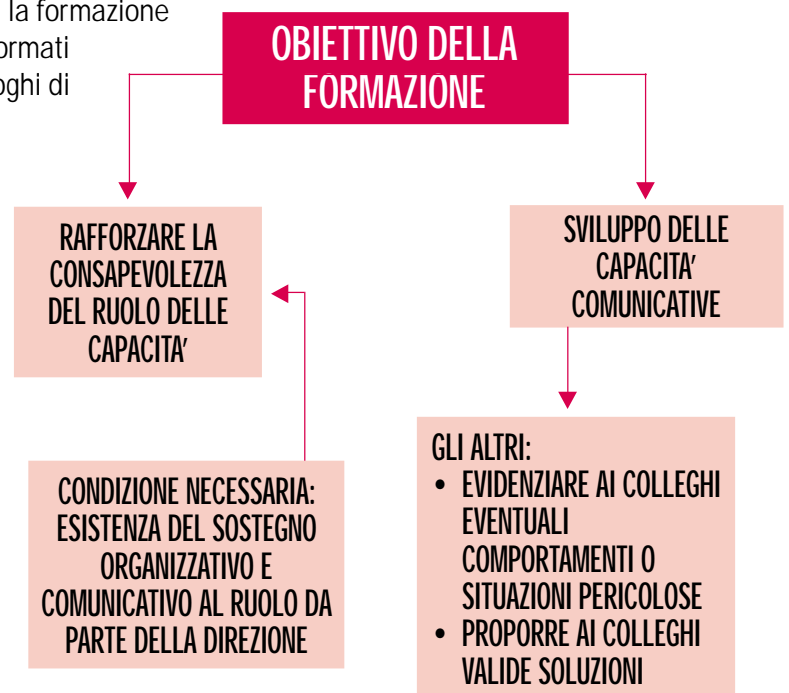 la formazione
ormati
oghi di
OBIETTIVO DELLA
FORMAZIONE
RAFFORZARE LA
CONSAPEVOLEZZA
DEL RUOLO DELLE
CAPACITA'
SVILUPPO DELLE
CAPACITA'
COMUNICATIVE
CONDIZIONE NECESSARIA:
ESISTENZA DEL SOSTEGNO
ORGANIZZATIVO E
COMUNICATIVO AL RUOLO DA
PARTE DELLA DIREZIONE
GLI ALTRI:
• EVIDENZIARE AI COLLEGHI
EVENTUALI
COMPORTAMENTI O
SITUAZIONI PERICOLOSE
• PROPORRE AI COLLEGHI
VALIDE SOLUZIONI